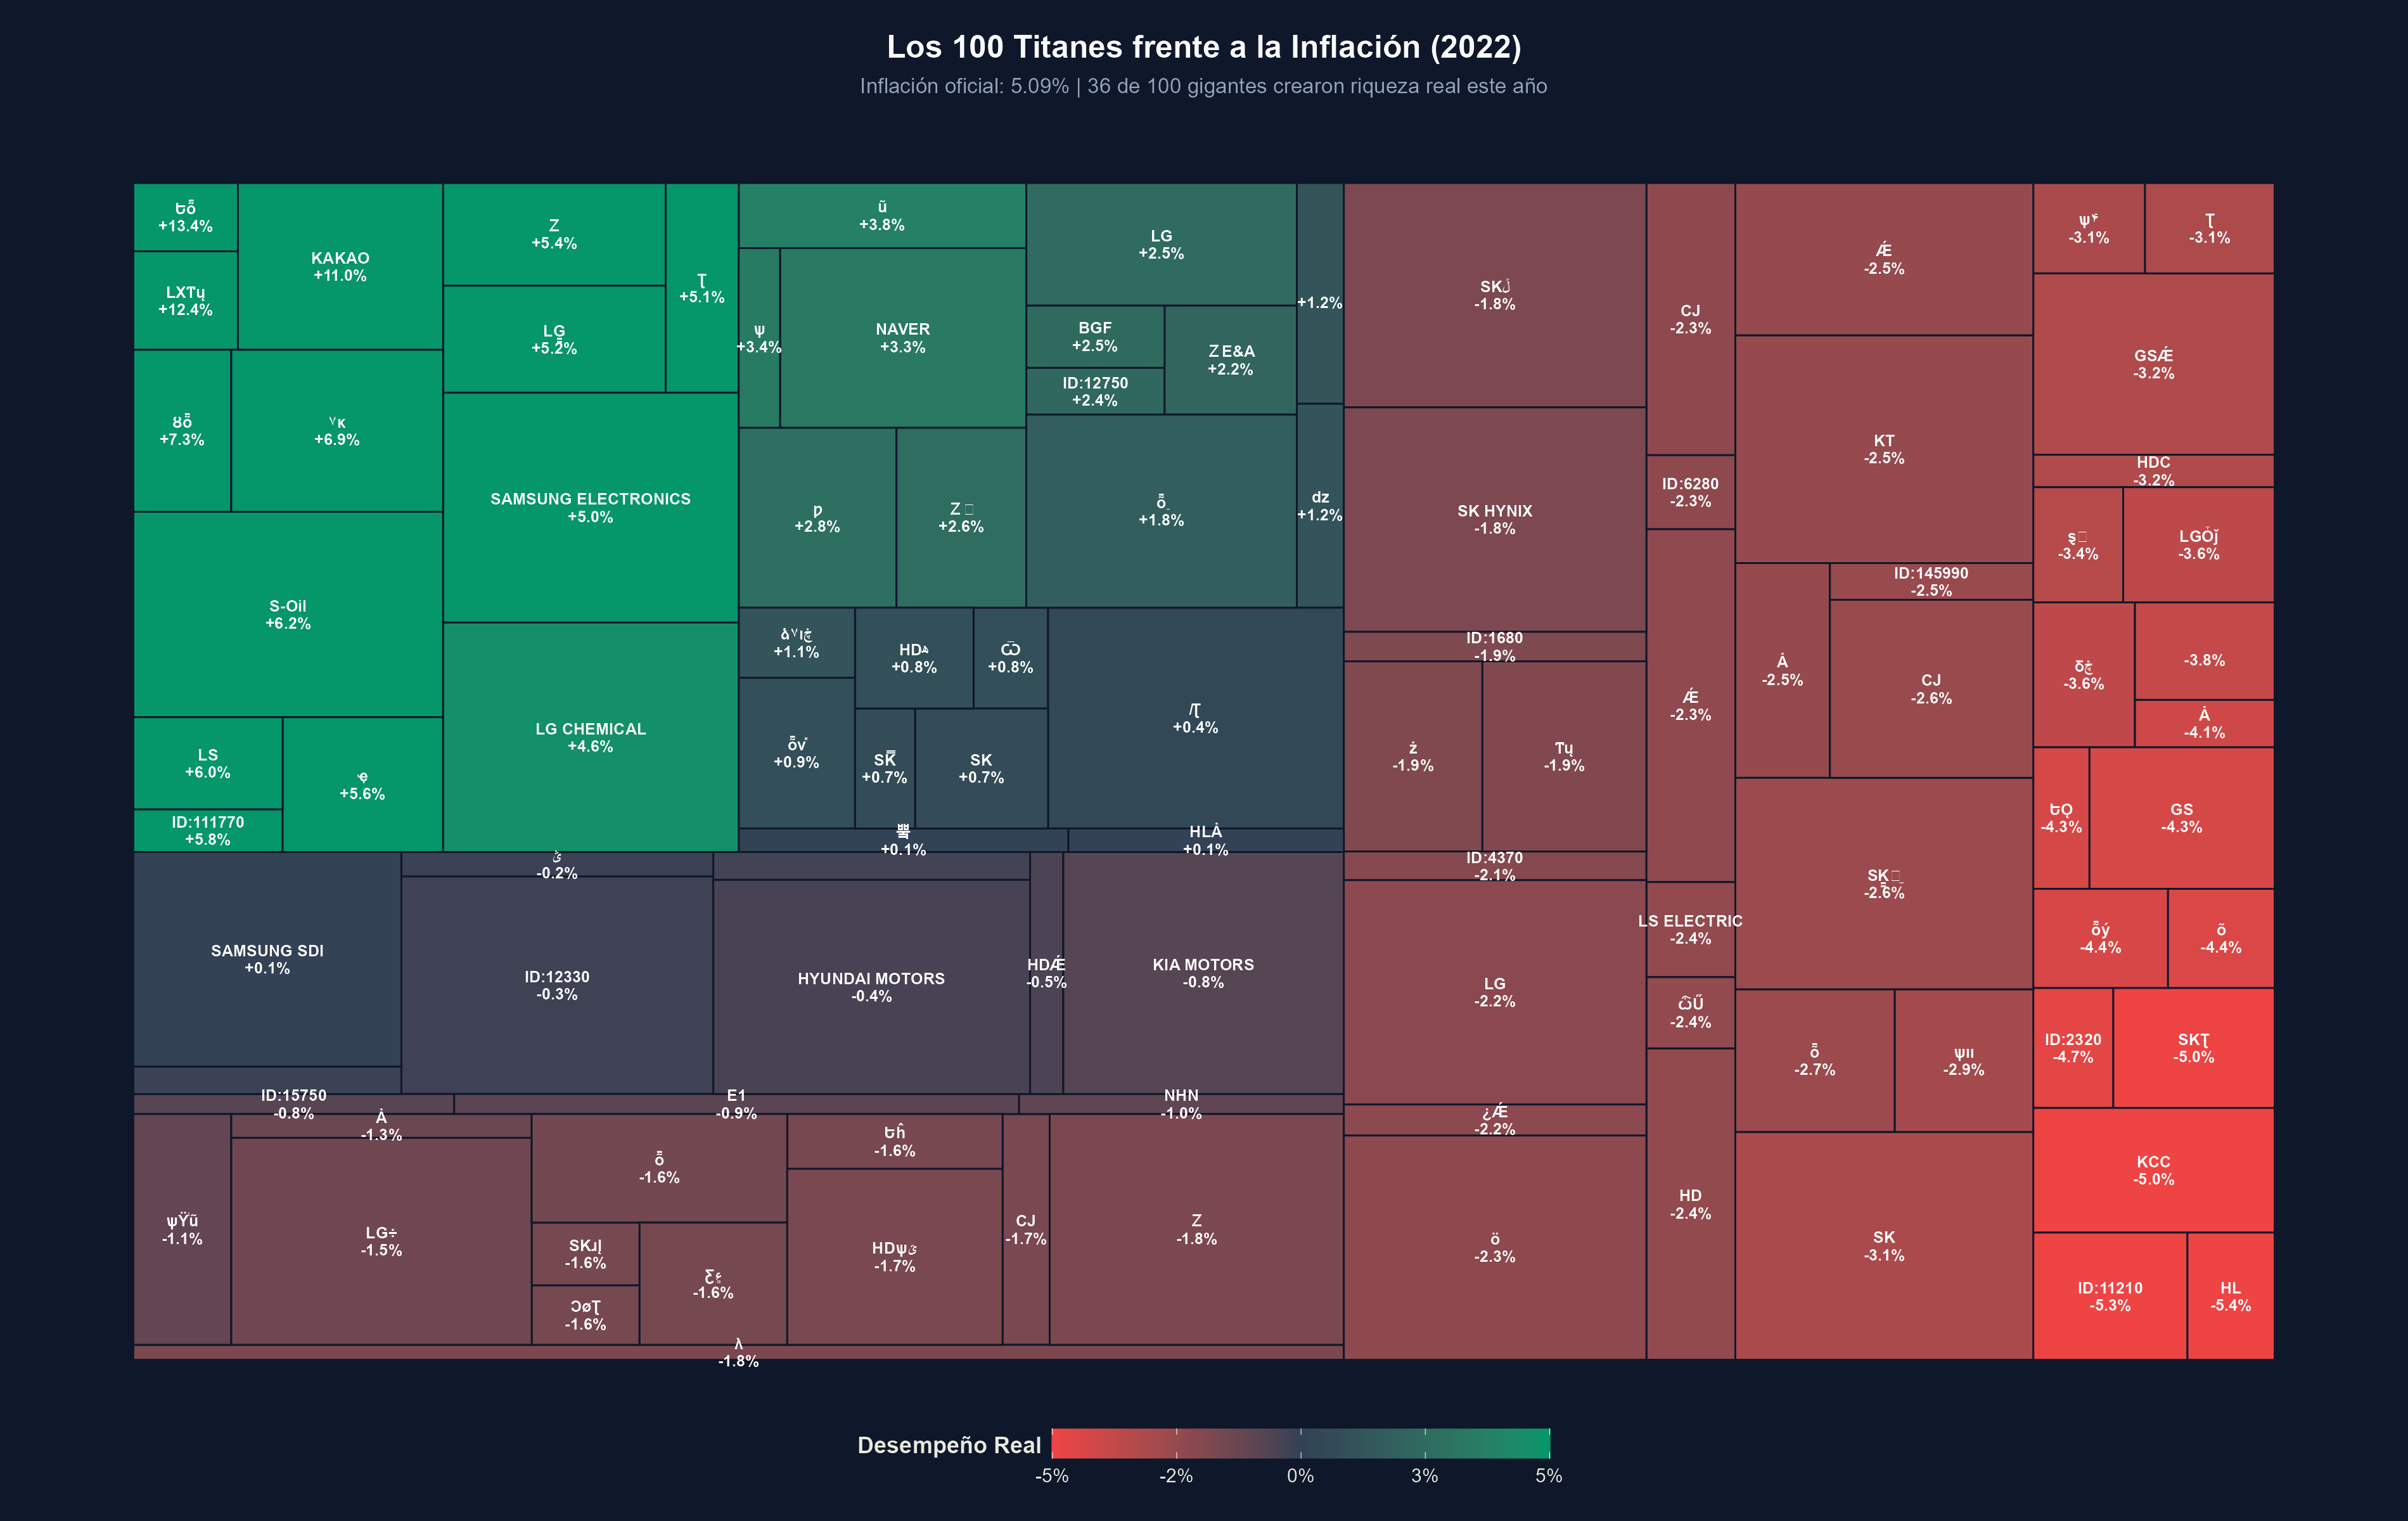 Los 100 Titanes frente a la Inflación (2022)
Inflación oficial: 5.09% | 36 de 100 gigantes crearon riqueza real este año
+13.4%
KAKAO
+11.0%
+12.4%
+7.3%
+6.9%
S-Oil
+6.2%
LS
+6.0%
ID:111770
+5.8%
+5.6%
Z
+5.4%
LG
+5.2%
+5.1%
SAMSUNG ELECTRONICS
+5.0%
LG CHEMICAL
+4.6%
ũ
+3.8%
ψ
+3.4%
NAVER
+3.3%
+2.8%
Z
+2.6%
LG
+2.5%
BGF
+2.5%
ID:12750
+2.4%
Z E&A
+2.2%
+1.8%
+1.2%
dz
+1.2%
+1.1%
+0.9%
+0.8%
+0.8%
+0.7%
SK
+0.7%
+0.4%
+0.1%
HLȦ
+0.1%
SAMSUNG SDI
+0.1%
-0.2%
ID:12330
-0.3%
HYUNDAI MOTORS
-0.4%
HDǼ
-0.5%
KIA MOTORS
-0.8%
ID:15750
-0.8%
E1
-0.9%
NHN
-1.0%
ψŸũ
-1.1%
Ȧ
-1.3%
LG÷
-1.5%
-1.6%
-1.6%
-1.6%
-1.6%
-1.6%
-1.7%
CJ
-1.7%
Z
-1.8%
λ
-1.8%
-1.8%
SK HYNIX
-1.8%
ID:1680
-1.9%
ż
-1.9%
-1.9%
ID:4370
-2.1%
LG
-2.2%
¿Ǽ
-2.2%
ö
-2.3%
CJ
-2.3%
ID:6280
-2.3%
Ǽ
-2.3%
LS ELECTRIC
-2.4%
-2.4%
HD
-2.4%
Ǽ
-2.5%
KT
-2.5%
ID:145990
-2.5%
Ȧ
-2.5%
CJ
-2.6%
-2.6%
-2.7%
-2.9%
SK
-3.1%
-3.1%
-3.1%
GSǼ
-3.2%
HDC
-3.2%
-3.4%
-3.6%
-3.6%
-3.8%
Ȧ
-4.1%
-4.3%
GS
-4.3%
-4.4%
õ
-4.4%
ID:2320
-4.7%
-5.0%
KCC
-5.0%
ID:11210
-5.3%
HL
-5.4%
Desempeño Real
-5%
-2%
0%
3%
5%